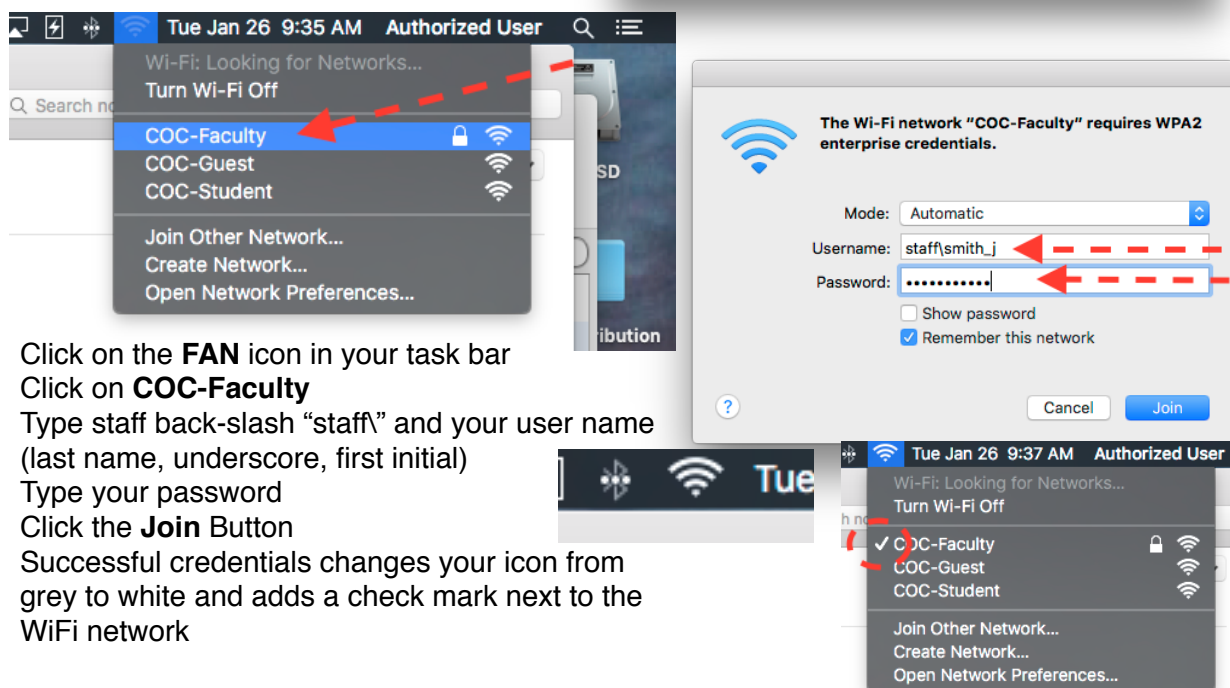 Tue Jan 26 9:35 AM Authorized User
Wi-Fi: Looking for Networks...
Turn Wi-Fi Off
Search
COC-Faculty
COC-Guest
COC-Student
Join Other Network...
Create Network...
Open Network Preferences...
SD
ribution
The Wi-Fi network “COC-Faculty” requires WPA2
enterprise credentials.
Mode: Automatic
Username: staff\smith_j
Password: •••••••••••
Show password
Remember this network
? Cancel Join
Click on the FAN icon in your task bar
Click on COC-Faculty
Type staff back-slash “staff\” and your user name
(last name, underscore, first initial)
Type your password
Click the Join Button
Successful credentials changes your icon from
grey to white and adds a check mark next to the
WiFi network
Tue
Tue Jan 26 9:37 AM Authorized User
Wi-Fi: Looking for Networks...
Turn Wi-Fi Off
✓ COC-Faculty
COC-Guest
COC-Student
Join Other Network...
Create Network...
Open Network Preferences...